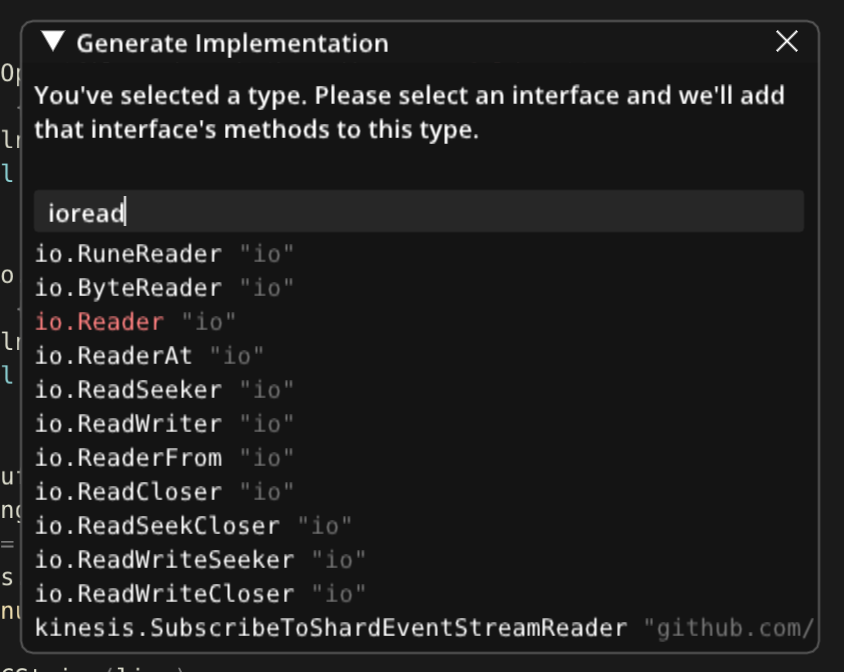 Generate Implementation
You've selected a type. Please select an interface and we'll add
that interface's methods to this type.
ioread
io.RuneReader "io"
io.ByteReader "io"
io.Reader "io"
io.ReaderAt "io"
io.ReadSeeker "io"
io.ReadWriter "io"
io.ReaderFrom "io"
io.ReadCloser "io"
io.ReadSeekCloser "io"
io.ReadWriteSeeker "io"
io.ReadWriteCloser "io"
kinesis.SubscribeToShardEventStreamReader "github.com/